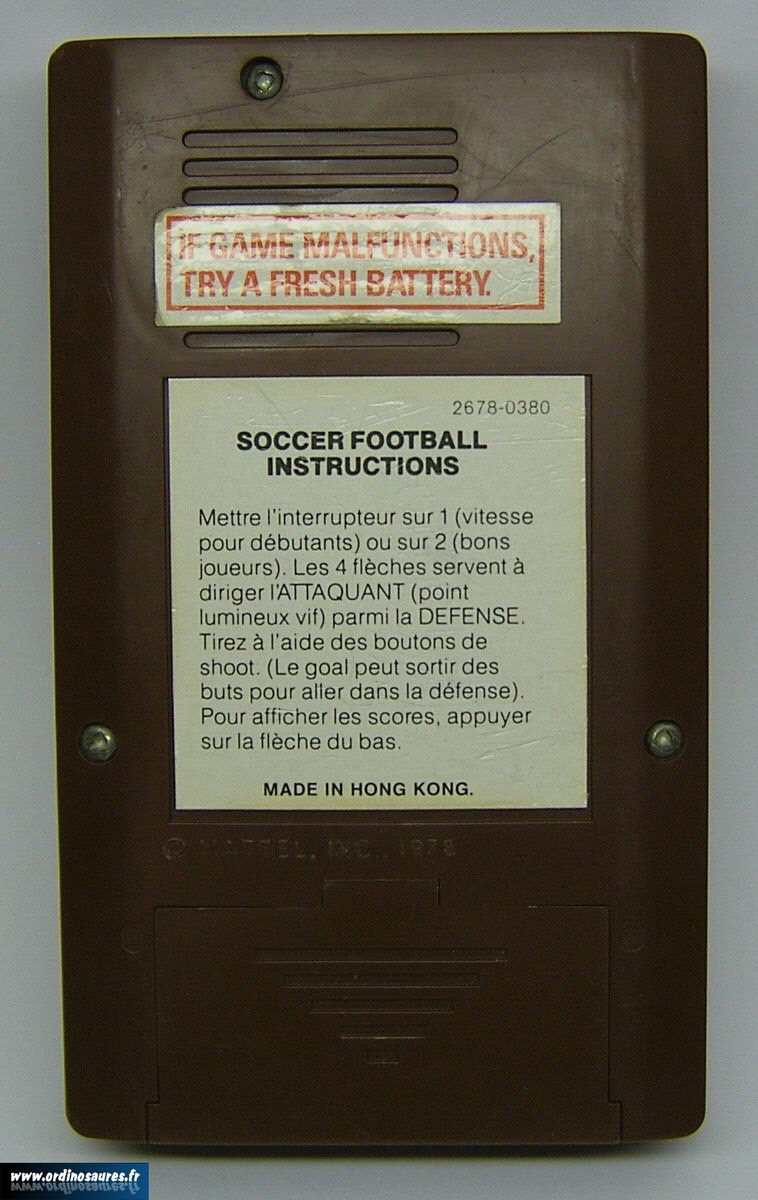 IF GAME MALFUNCTIONS,
TRY A FRESH BATTERY.
2678-0380
SOCCER FOOTBALL
INSTRUCTIONS
Mettre l'interrupteur sur 1 (vitesse
pour débutants) ou sur 2 (bons
joueurs). Les 4 flèches servent à
diriger l'ATTAQUANT (point
lumineux vif) parmi la DEFENSE.
Tirez à l'aide des boutons de
shoot. (Le goal peut sortir des
buts pour aller dans la défense).
Pour afficher les scores, appuyer
sur la flèche du bas.
MADE IN HONG KONG.
© MATTEL, INC., 1978
www.ordinosaures.fr